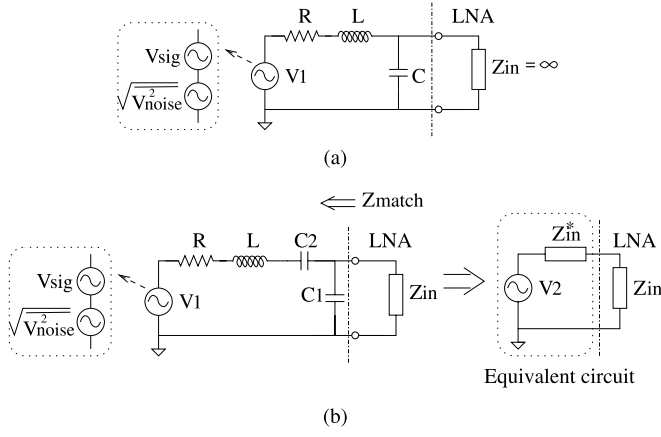 R L LNA
Vsig
√V²noise
V1
C
Zin = ∞
(a)
Zmatch
R L C2 LNA
Vsig
√V²noise
V1
C1
Zin
Zin* LNA
V2
Zin
Equivalent circuit
(b)